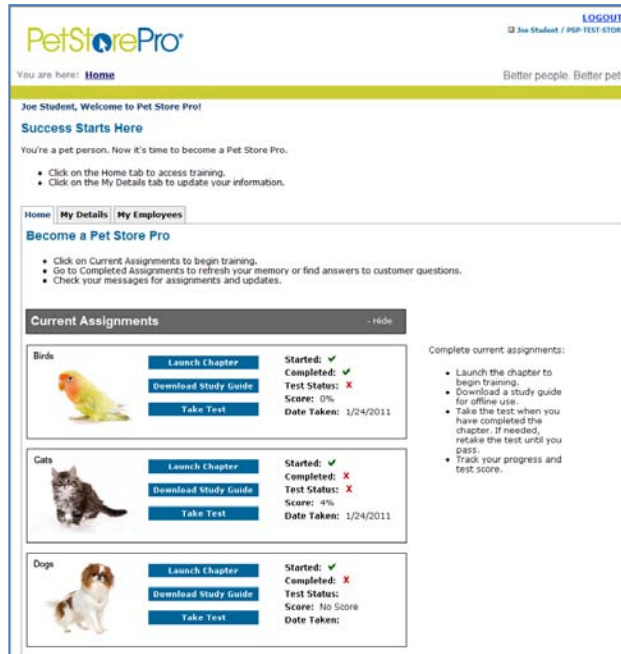 LOGOUT
Joe Student / PSP-TEST-STOR
PetStorePro
You are here: Home
Better people. Better pet
Joe Student, Welcome to Pet Store Pro!
Success Starts Here
You're a pet person. Now it's time to become a Pet Store Pro.
• Click on the Home tab to access training.
• Click on the My Details tab to update your information.
Home My Details My Employees
Become a Pet Store Pro
• Click on Current Assignments to begin training.
• Go to Completed Assignments to refresh your memory or find answers to customer questions.
• Check your messages for assignments and updates.
Current Assignments - Hide
Birds
Launch Chapter
Download Study Guide
Take Test
Started: ✔
Completed: ✔
Test Status: X
Score: 0%
Date Taken: 1/24/2011
Cats
Launch Chapter
Download Study Guide
Take Test
Started: ✔
Completed: X
Test Status: X
Score: 4%
Date Taken: 1/24/2011
Dogs
Launch Chapter
Download Study Guide
Take Test
Started: ✔
Completed: X
Test Status:
Score: No Score
Date Taken:
Complete current assignments:
• Launch the chapter to
begin training.
• Download a study guide
for offline use.
• Take the test when you
have completed the
chapter. If needed,
retake the test until you
pass.
• Track your progress and
test score.